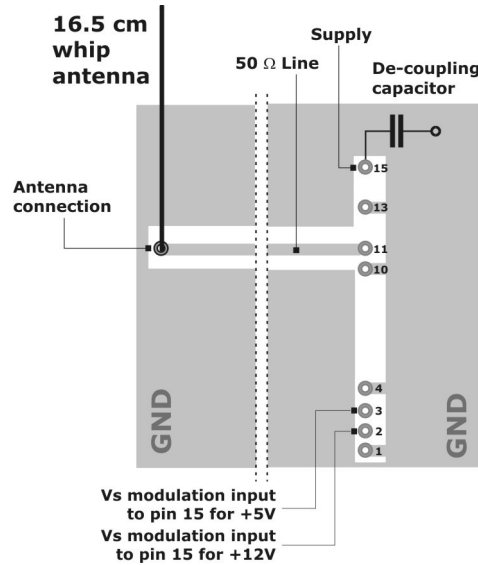 16.5 cm
whip
antenna
Supply
50 Ω Line
De-coupling
capacitor
15
Antenna
connection
13
11
10
4
3
2
1
GND
GND
Vs modulation input
to pin 15 for +5V
Vs modulation input
to pin 15 for +12V